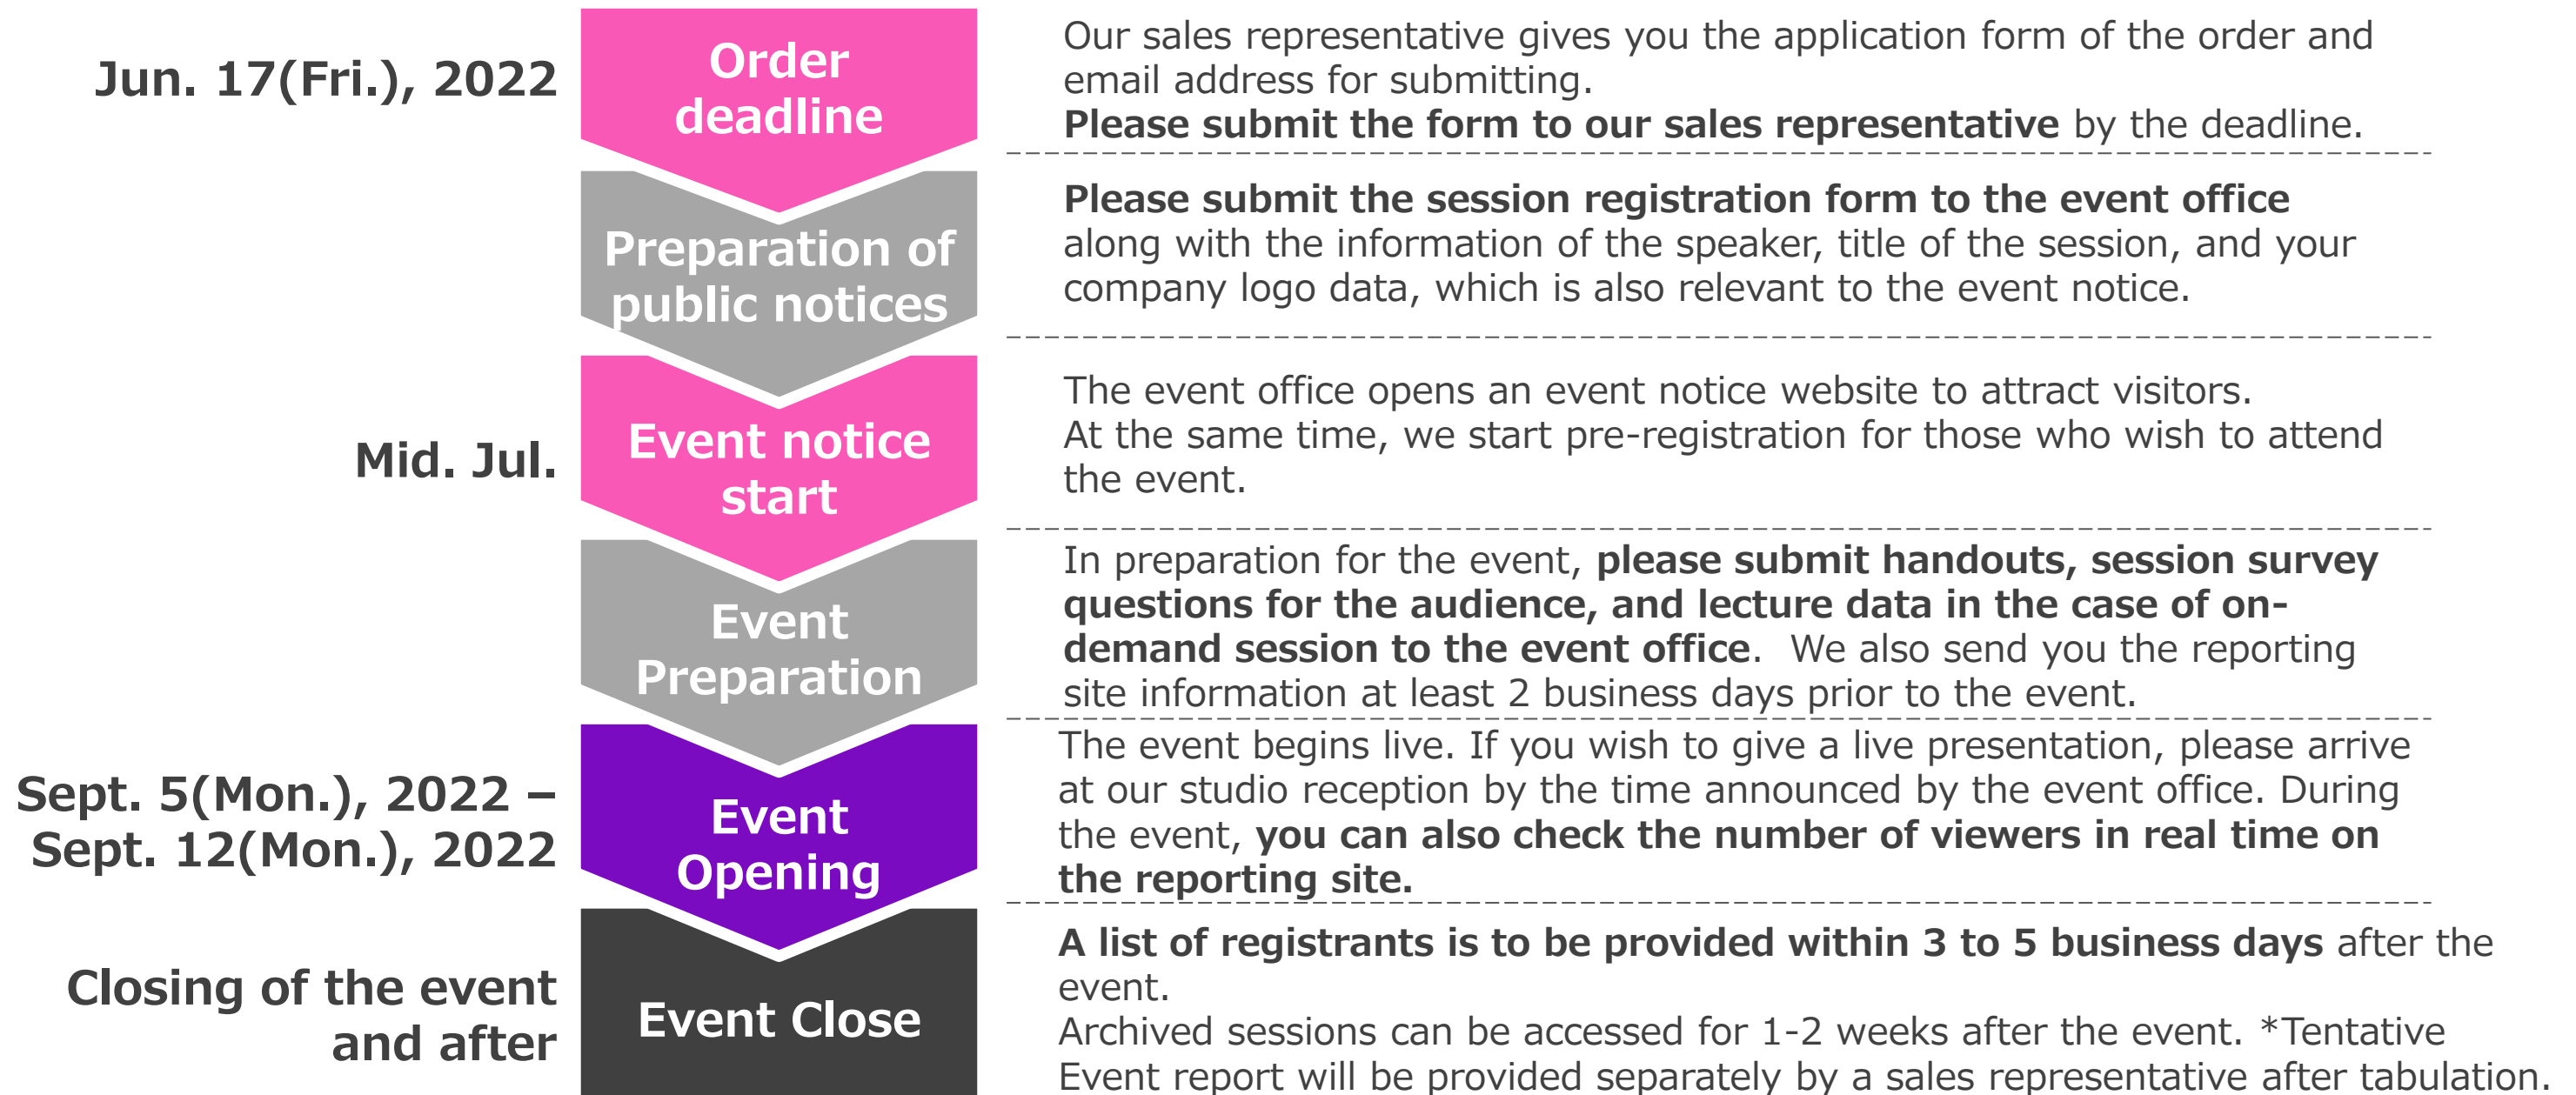 Jun. 17(Fri.), 2022
Order
deadline
Our sales representative gives you the application form of the order and
email address for submitting.
Please submit the form to our sales representative by the deadline.
Preparation of
public notices
Please submit the session registration form to the event office
along with the information of the speaker, title of the session, and your
company logo data, which is also relevant to the event notice.
Mid. Jul.
Event notice
start
The event office opens an event notice website to attract visitors.
At the same time, we start pre-registration for those who wish to attend
the event.
Event
Preparation
In preparation for the event, please submit handouts, session survey
questions for the audience, and lecture data in the case of on-
demand session to the event office.  We also send you the reporting
site information at least 2 business days prior to the event.
Sept. 5(Mon.), 2022 –
Sept. 12(Mon.), 2022
Event
Opening
The event begins live. If you wish to give a live presentation, please arrive
at our studio reception by the time announced by the event office. During
the event, you can also check the number of viewers in real time on
the reporting site.
Closing of the event
and after
Event Close
A list of registrants is to be provided within 3 to 5 business days after the
event.
Archived sessions can be accessed for 1-2 weeks after the event. *Tentative
Event report will be provided separately by a sales representative after tabulation.